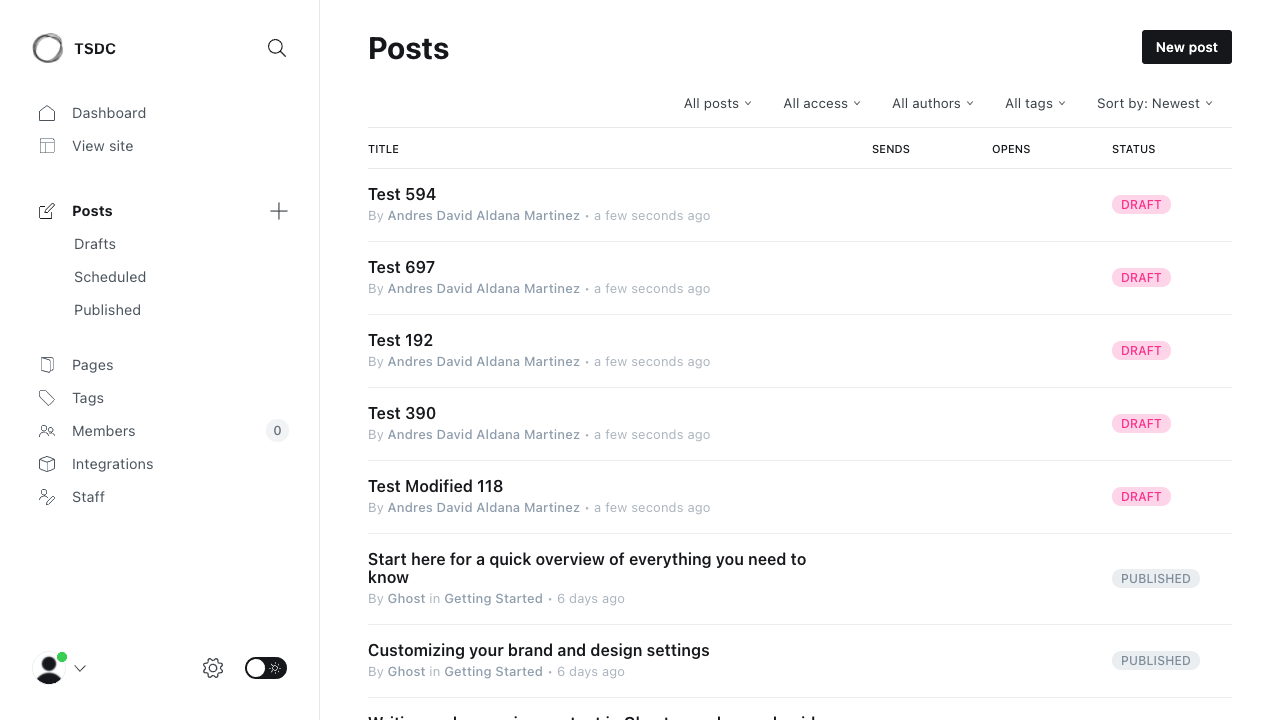 TSDC
Dashboard
View site
Posts
Drafts
Scheduled
Published
Pages
Tags
Members 0
Integrations
Staff
Posts
New post
All posts All access All authors All tags Sort by: Newest
TITLE SENDS OPENS STATUS
Test 594
By Andres David Aldana Martinez • a few seconds ago
DRAFT
Test 697
By Andres David Aldana Martinez • a few seconds ago
DRAFT
Test 192
By Andres David Aldana Martinez • a few seconds ago
DRAFT
Test 390
By Andres David Aldana Martinez • a few seconds ago
DRAFT
Test Modified 118
By Andres David Aldana Martinez • a few seconds ago
DRAFT
Start here for a quick overview of everything you need to
know
By Ghost in Getting Started • 6 days ago
PUBLISHED
Customizing your brand and design settings
By Ghost in Getting Started • 6 days ago
PUBLISHED